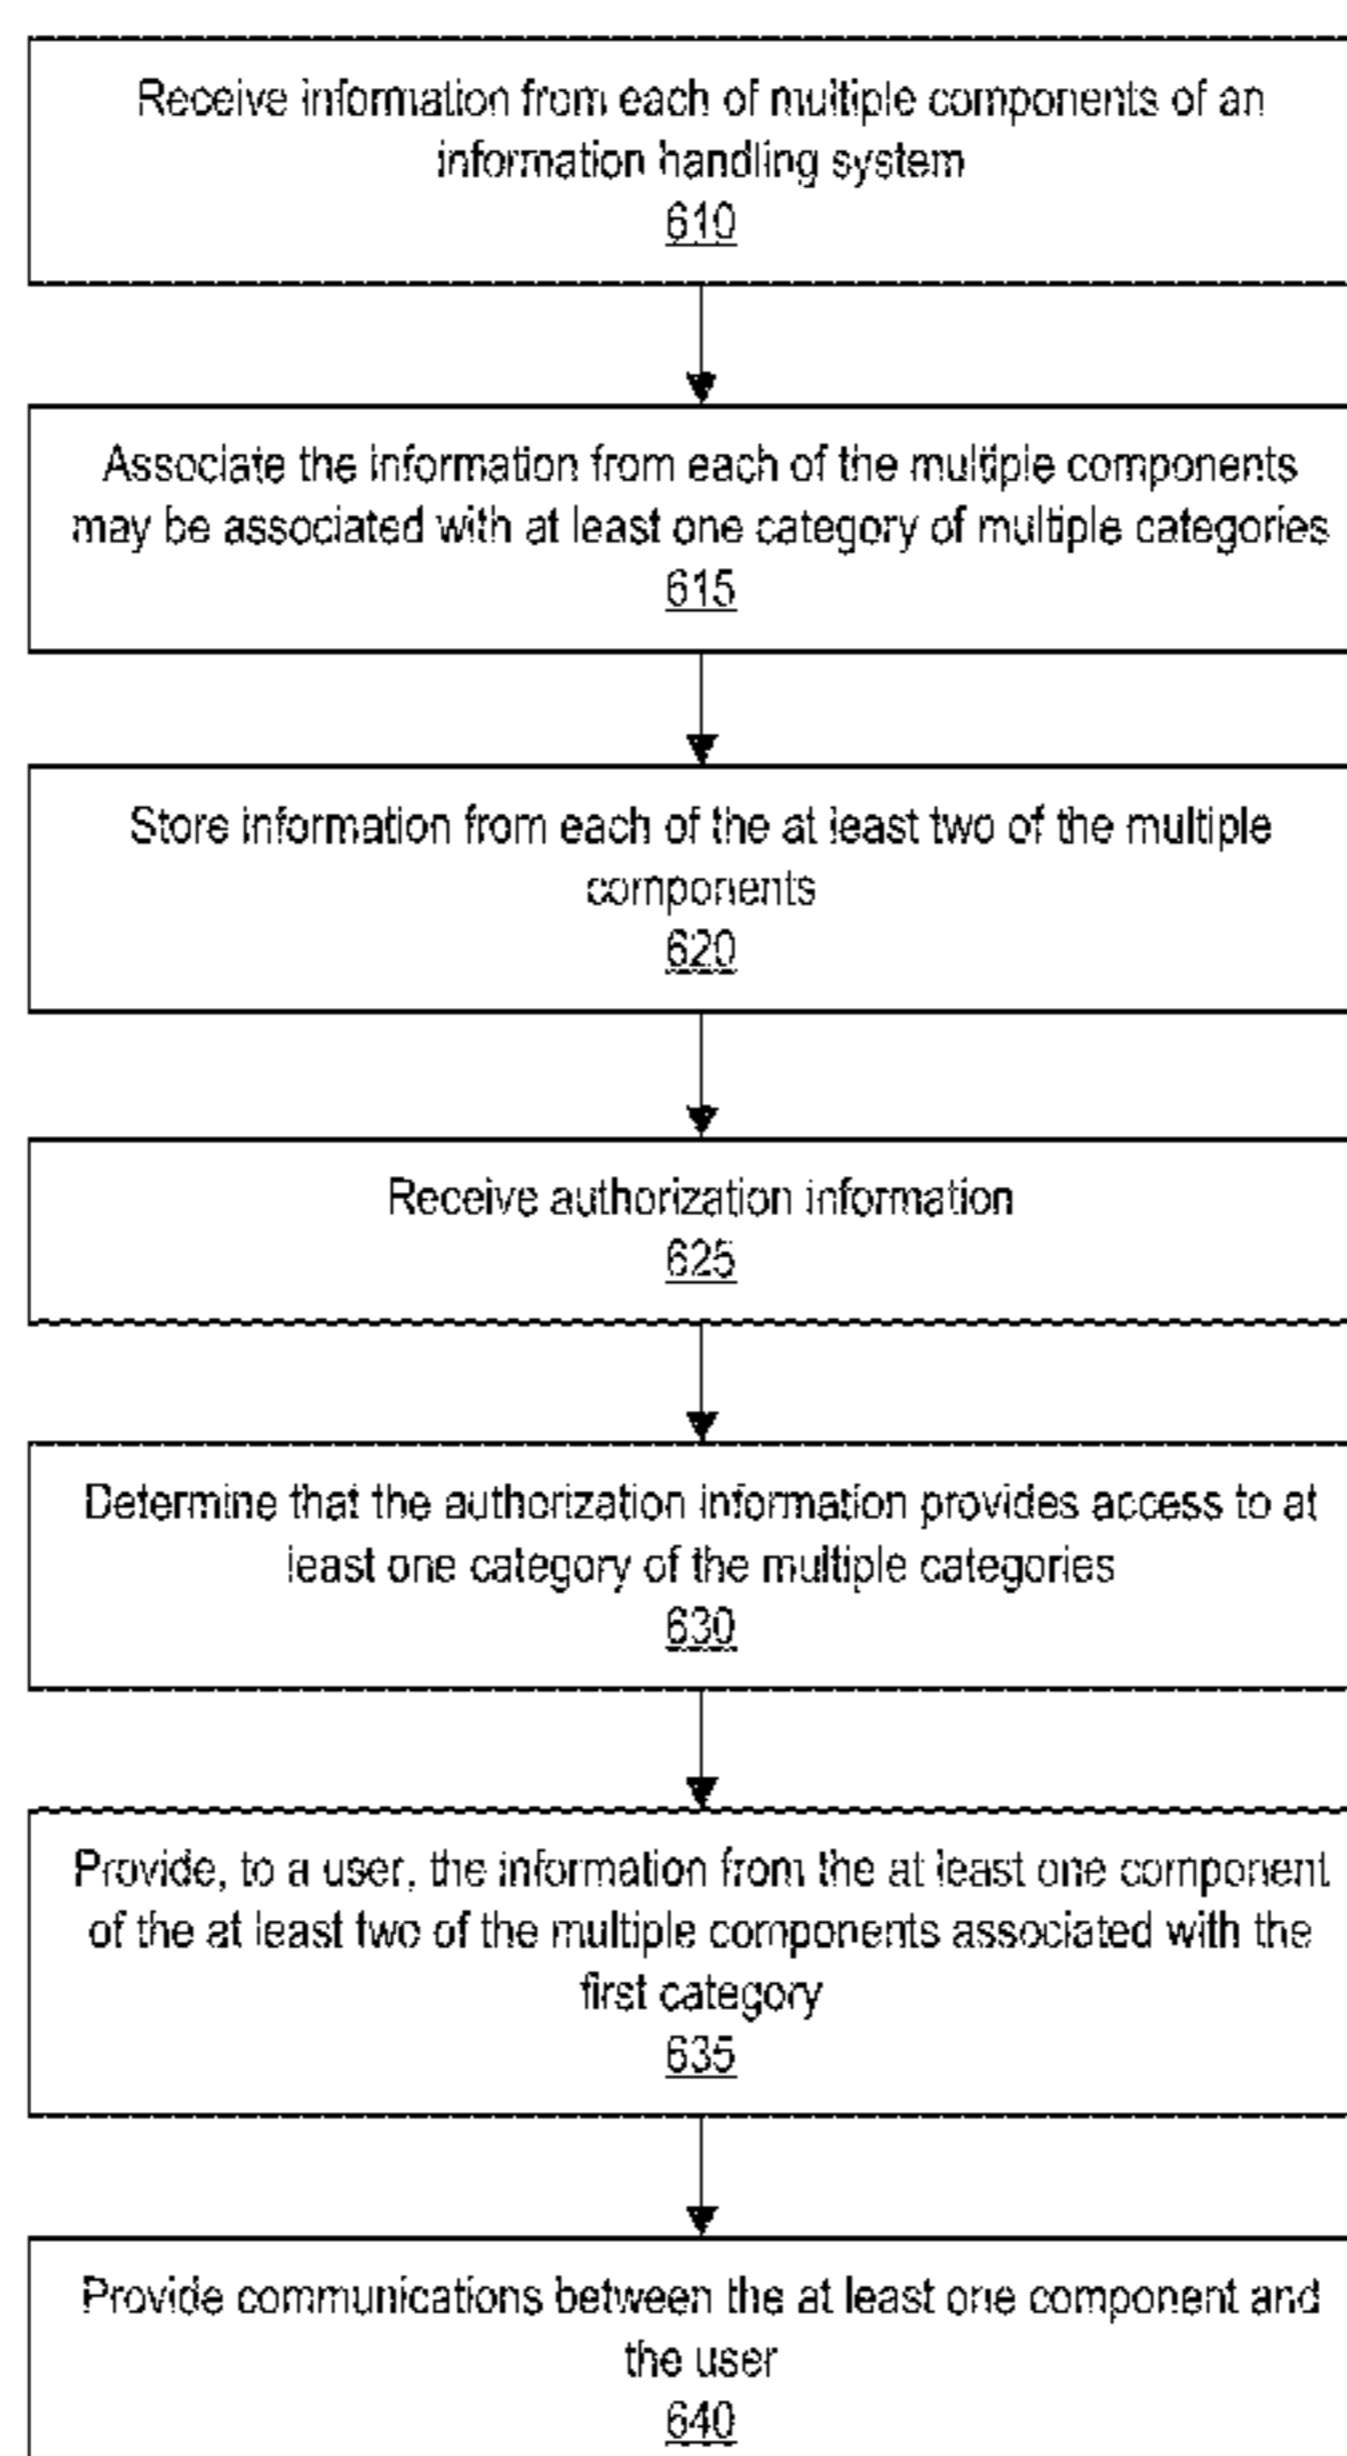 Receive information from each of multiple components of an
information handling system
610
Associate the information from each of the multiple components
may be associated with at least one category of multiple categories
615
Store information from each of the at least two of the multiple
components
620
Receive authorization information
625
Determine that the authorization information provides access to at
least one category of the multiple categories
630
Provide, to a user, the information from the at least one component
of the at least two of the multiple components associated with the
first category
635
Provide communications between the at least one component and
the user
640